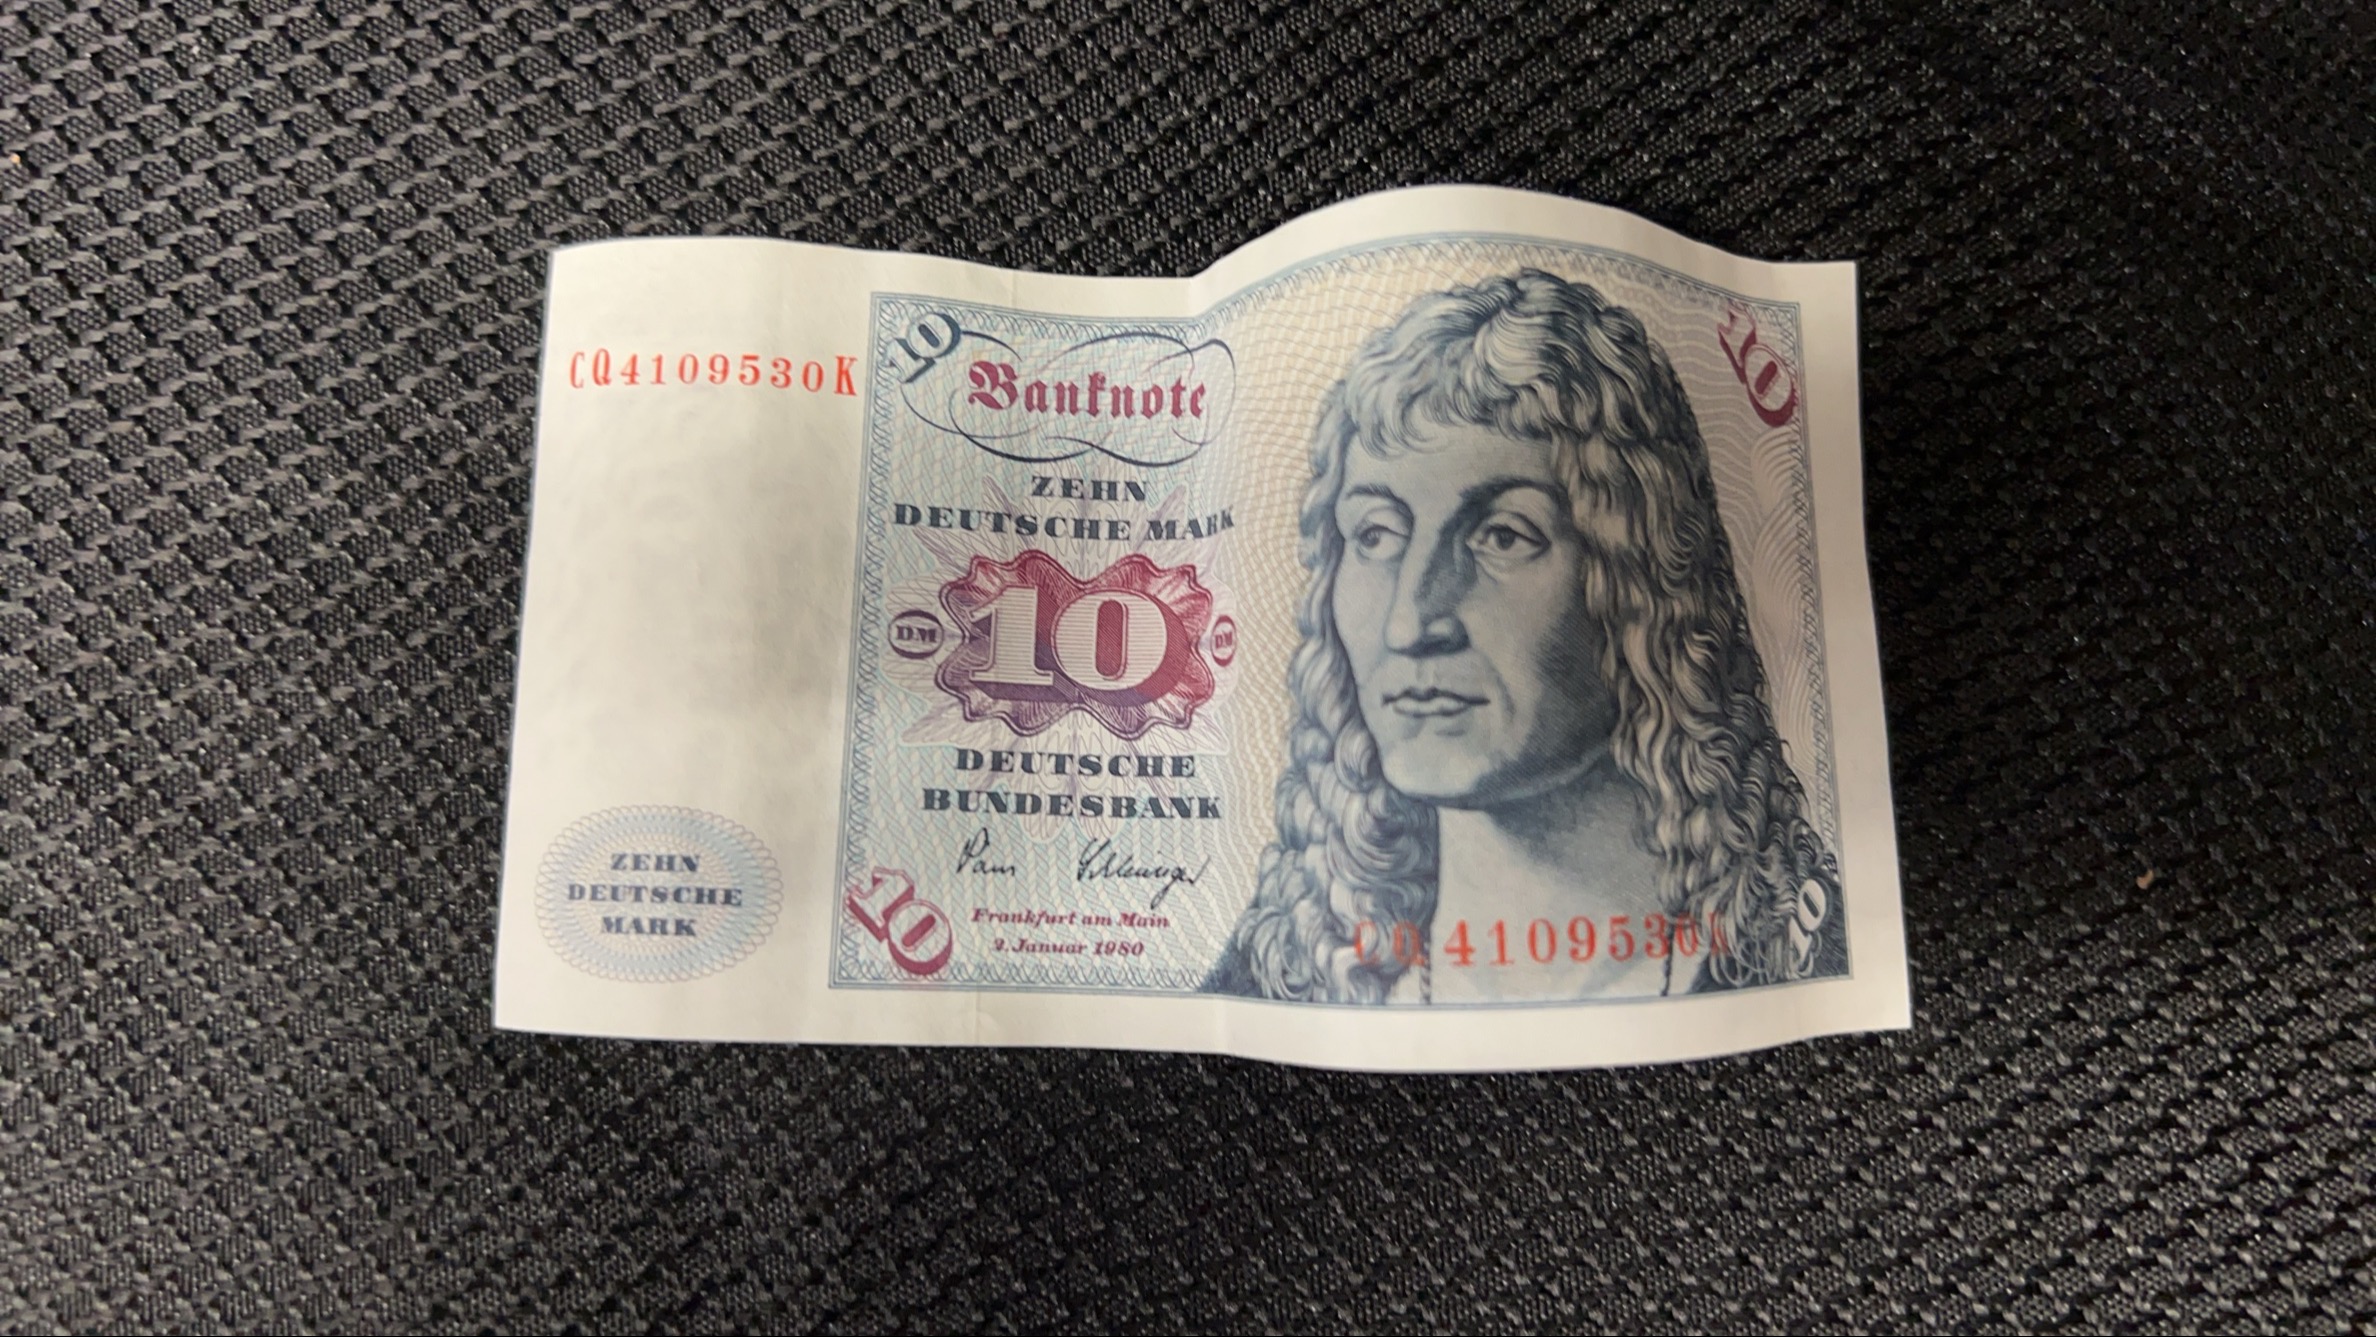 CQ4109530K
10
Banknote
10
ZEHN
DEUTSCHE MARK
DM
10
DM
DEUTSCHE
BUNDESBANK
ZEHN
DEUTSCHE
MARK
10
Frankfurt am Main
2. Januar 1980
CQ4109530K
10